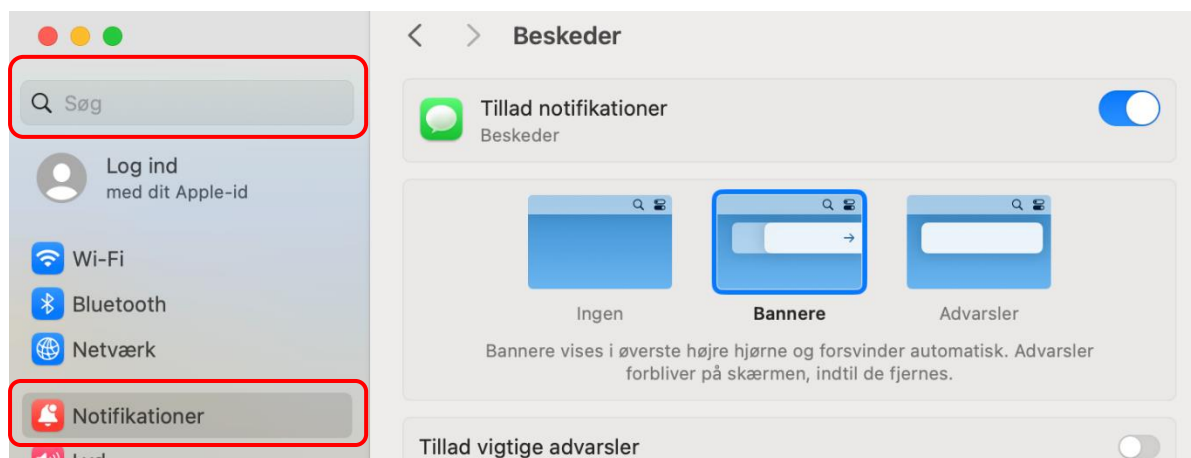 Beskeder
Søg
Tillad notifikationer
Beskeder
Log ind
med dit Apple-id
Wi-Fi
Bluetooth
Netværk
Notifikationer
Ingen
Bannere
Advarsler
Bannere vises i øverste højre hjørne og forsvinder automatisk. Advarsler
forbliver på skærmen, indtil de fjernes.
Tillad vigtige advarsler